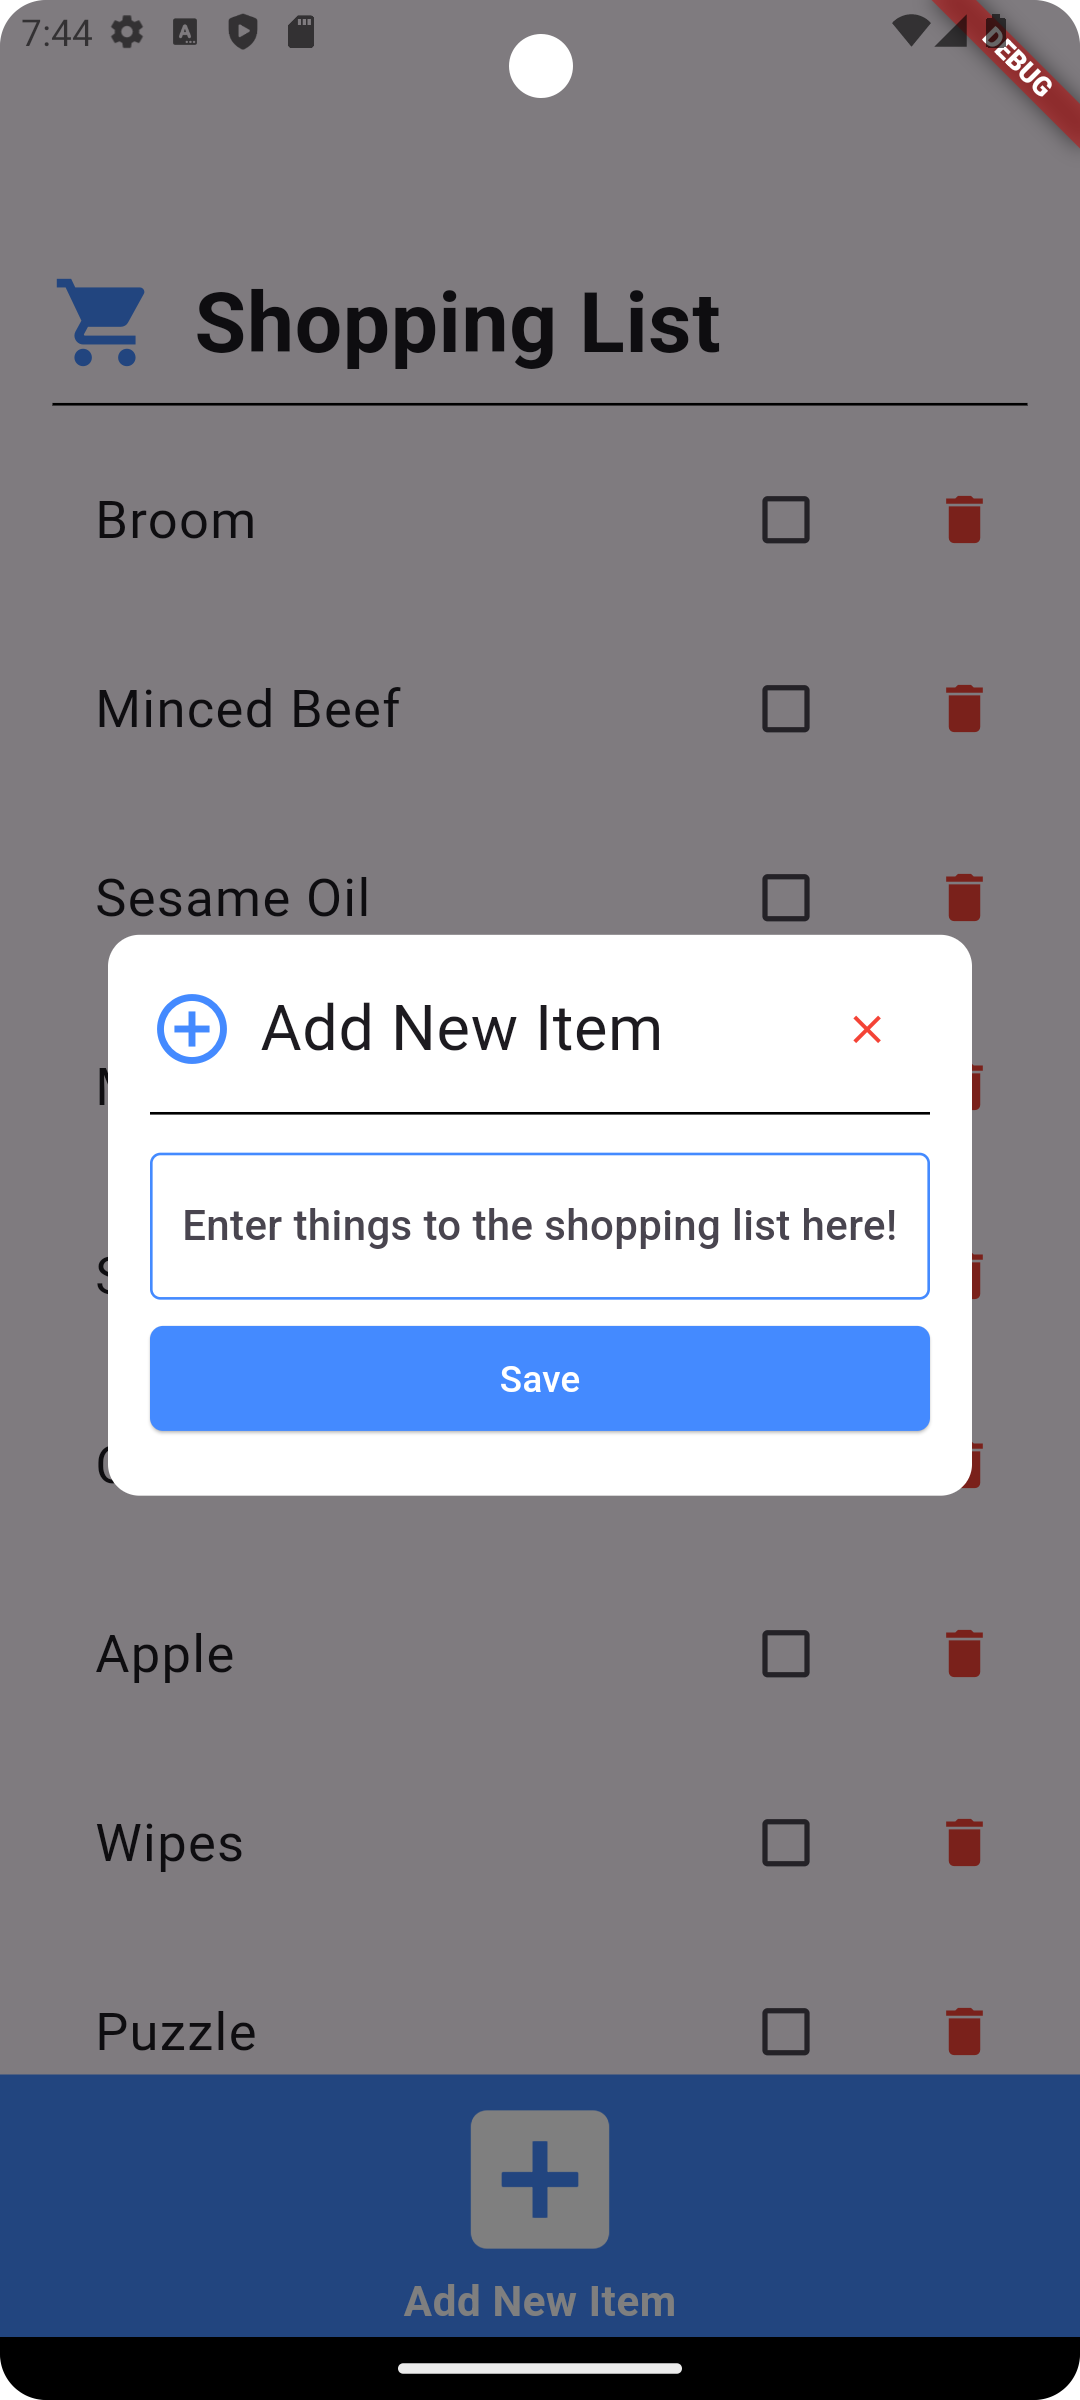 7:44
DEBUG
Shopping List
Broom
Minced Beef
Sesame Oil
Add New Item
Enter things to the shopping list here!
Save
Apple
Wipes
Puzzle
Add New Item